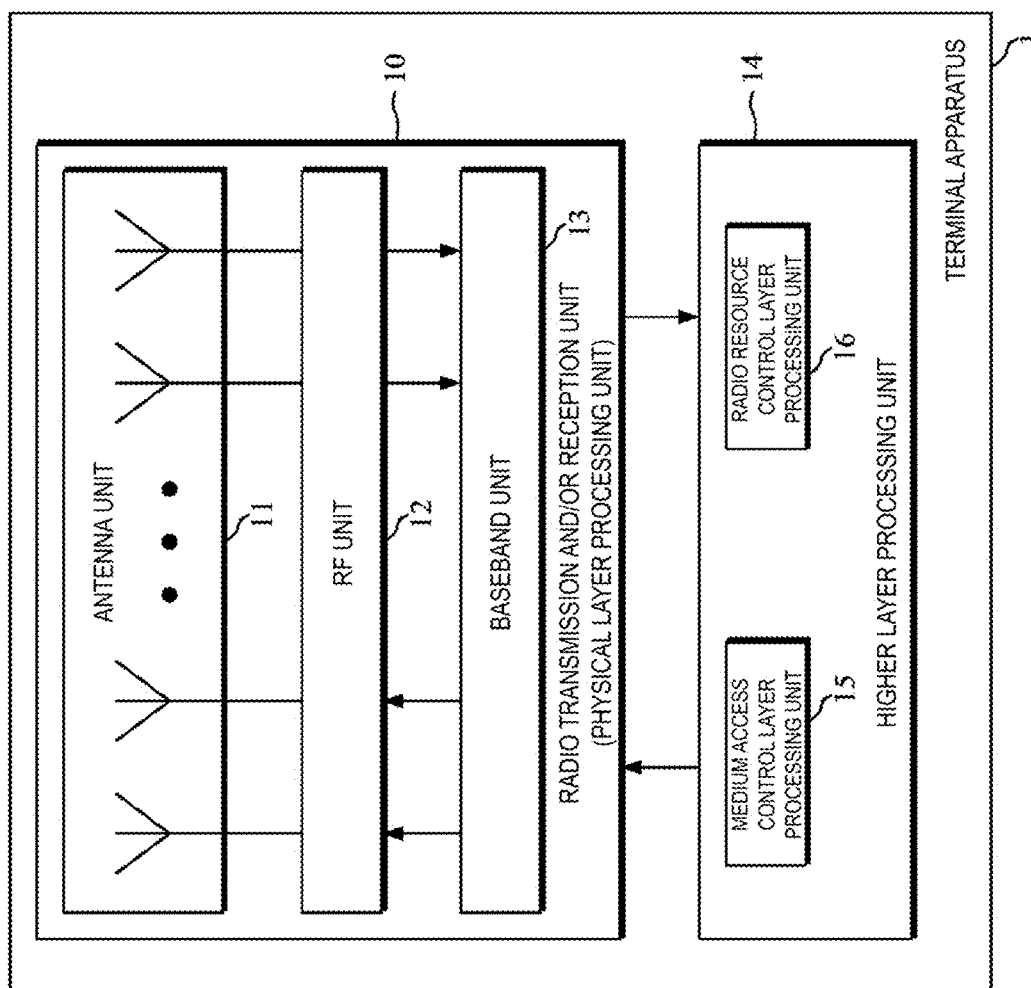 ANTENNA UNIT
11
10
RF UNIT
12
BASEBAND UNIT
13
RADIO TRANSMISSION AND/OR RECEPTION UNIT
(PHYSICAL LAYER PROCESSING UNIT)
14
MEDIUM ACCESS
CONTROL LAYER
PROCESSING UNIT
15
RADIO RESOURCE
CONTROL LAYER
PROCESSING UNIT
16
HIGHER LAYER PROCESSING UNIT
TERMINAL APPARATUS